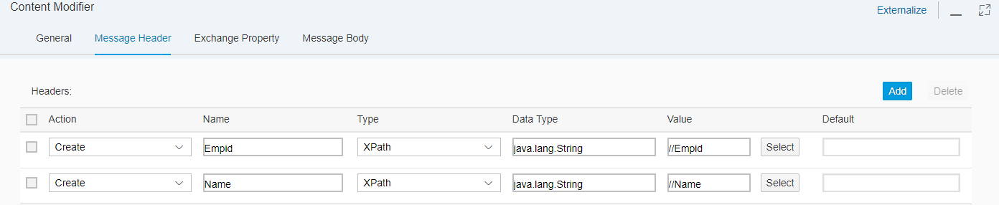 Content Modifier
Externalize
General Message Header Exchange Property Message Body
Headers:
Add Delete
Action Name Type Data Type Value Default
Create Empid XPath java.lang.String //Empid Select
Create Name XPath java.lang.String //Name Select